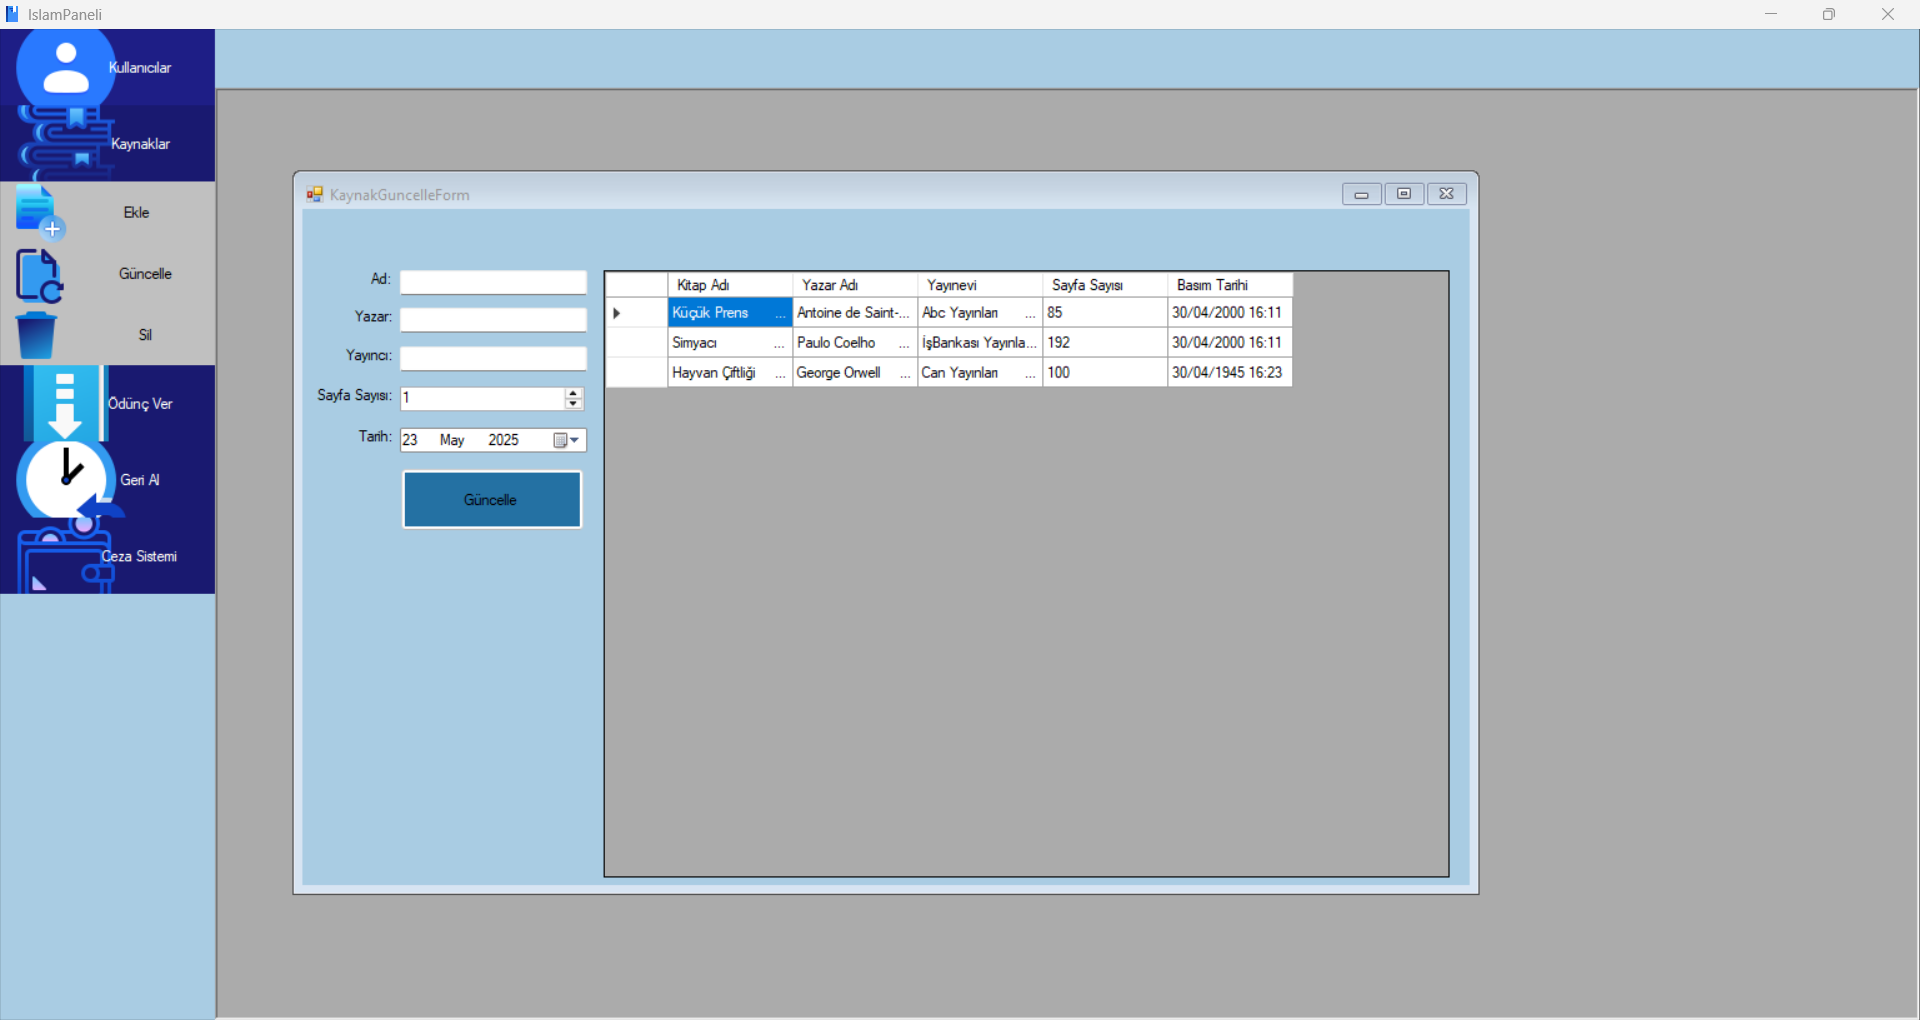 IslamPaneli
Kullanıcılar
Kaynaklar
Ekle
Güncelle
Sil
Ödünç Ver
Geri Al
Ceza Sistemi
KaynakGuncelleForm
Ad:
Yazar:
Yayıncı:
Sayfa Sayısı: 1
Tarih: 23 May 2025
Güncelle
Kitap Adı Yazar Adı Yayınevi Sayfa Sayısı Basım Tarihi
Küçük Prens ... Antoine de Saint-... Abc Yayınları ... 85 30/04/2000 16:11
Simyacı ... Paulo Coelho ... İşBankası Yayınla... 192 30/04/2000 16:11
Hayvan Çiftliği ... George Orwell ... Can Yayınları ... 100 30/04/1945 16:23